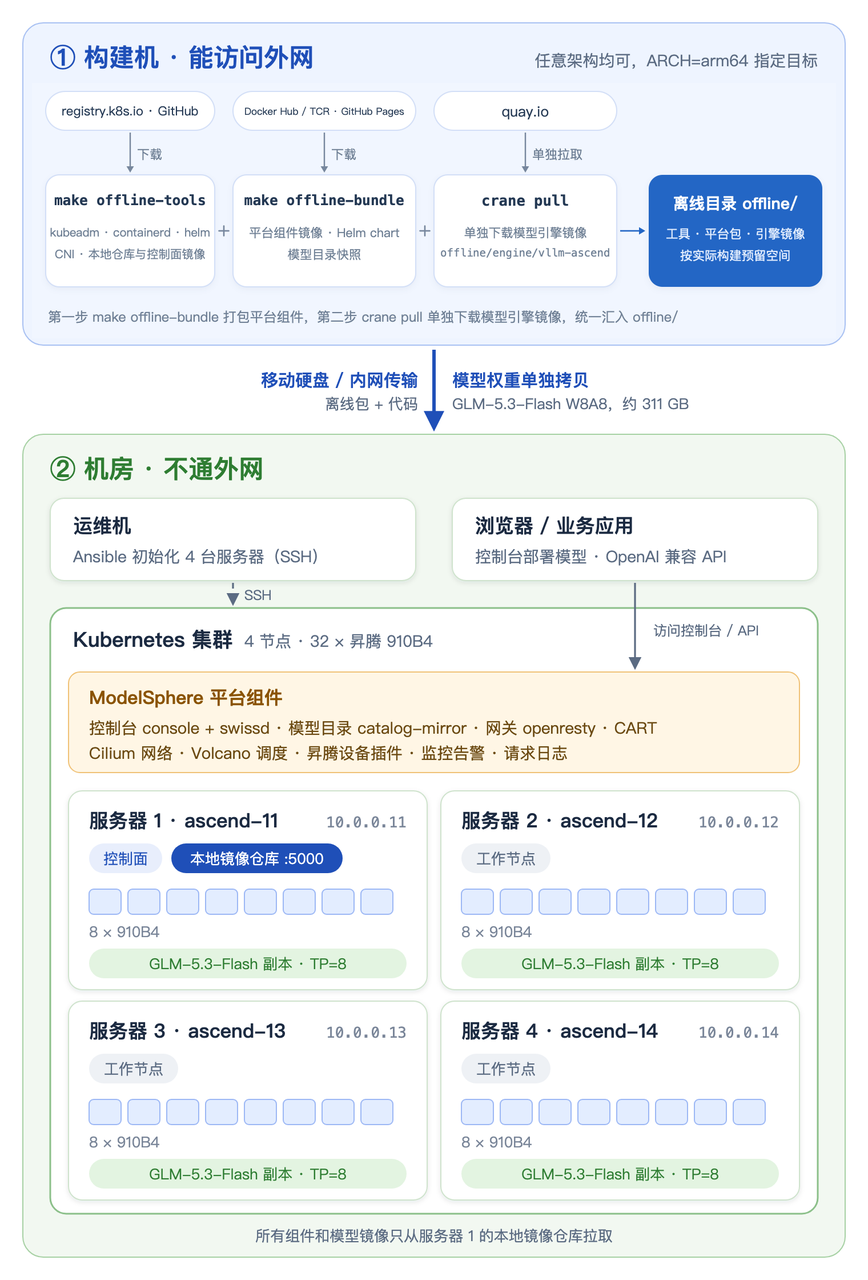 ① 构建机 · 能访问外网
任意架构均可，ARCH=arm64 指定目标
registry.k8s.io · GitHub
Docker Hub / TCR · GitHub Pages
quay.io
下载
下载
单独拉取
make offline-tools
kubeadm · containerd · helm
CNI · 本地仓库与控制面镜像
+
make offline-bundle
平台组件镜像 · Helm chart
模型目录快照
+
crane pull
单独下载模型引擎镜像
offline/engine/vllm-ascend
离线目录 offline/
工具 · 平台包 · 引擎镜像
按实际构建预留空间
第一步 make offline-bundle 打包平台组件，第二步 crane pull 单独下载模型引擎镜像，统一汇入 offline/
移动硬盘 / 内网传输
离线包 + 代码
模型权重单独拷贝
GLM-5.3-Flash W8A8，约 311 GB
② 机房 · 不通外网
运维机
Ansible 初始化 4 台服务器（SSH）
浏览器 / 业务应用
控制台部署模型 · OpenAI 兼容 API
SSH
访问控制台 / API
Kubernetes 集群 4 节点 · 32 × 昇腾 910B4
ModelSphere 平台组件
控制台 console + swissd · 模型目录 catalog-mirror · 网关 openresty · CART
Cilium 网络 · Volcano 调度 · 昇腾设备插件 · 监控告警 · 请求日志
服务器 1 · ascend-11 10.0.0.11
控制面 本地镜像仓库 :5000
8 × 910B4
GLM-5.3-Flash 副本 · TP=8
服务器 2 · ascend-12 10.0.0.12
工作节点
8 × 910B4
GLM-5.3-Flash 副本 · TP=8
服务器 3 · ascend-13 10.0.0.13
工作节点
8 × 910B4
GLM-5.3-Flash 副本 · TP=8
服务器 4 · ascend-14 10.0.0.14
工作节点
8 × 910B4
GLM-5.3-Flash 副本 · TP=8
所有组件和模型镜像只从服务器 1 的本地镜像仓库拉取